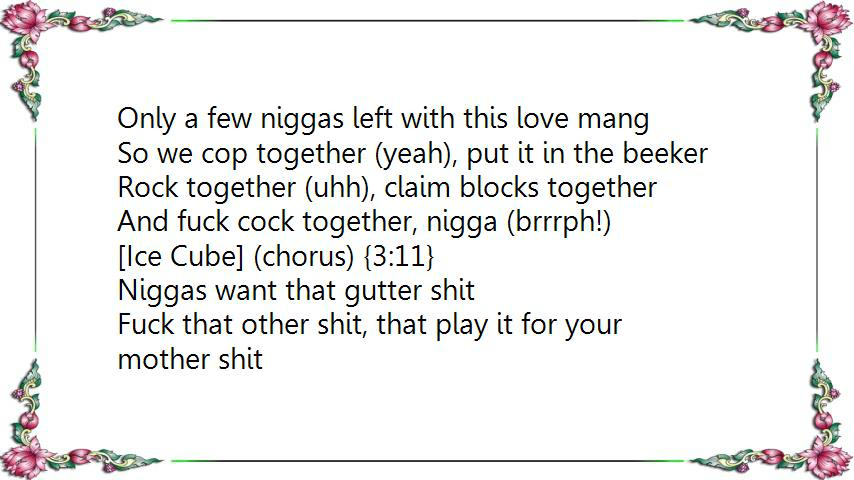 Only a few niggas left with this love mang
So we cop together (yeah), put it in the beeker
Rock together (uhh), claim blocks together
And fuck cock together, nigga (brrrph!)
[Ice Cube] (chorus) {3:11}
Niggas want that gutter shit
Fuck that other shit, that play it for your
mother shit